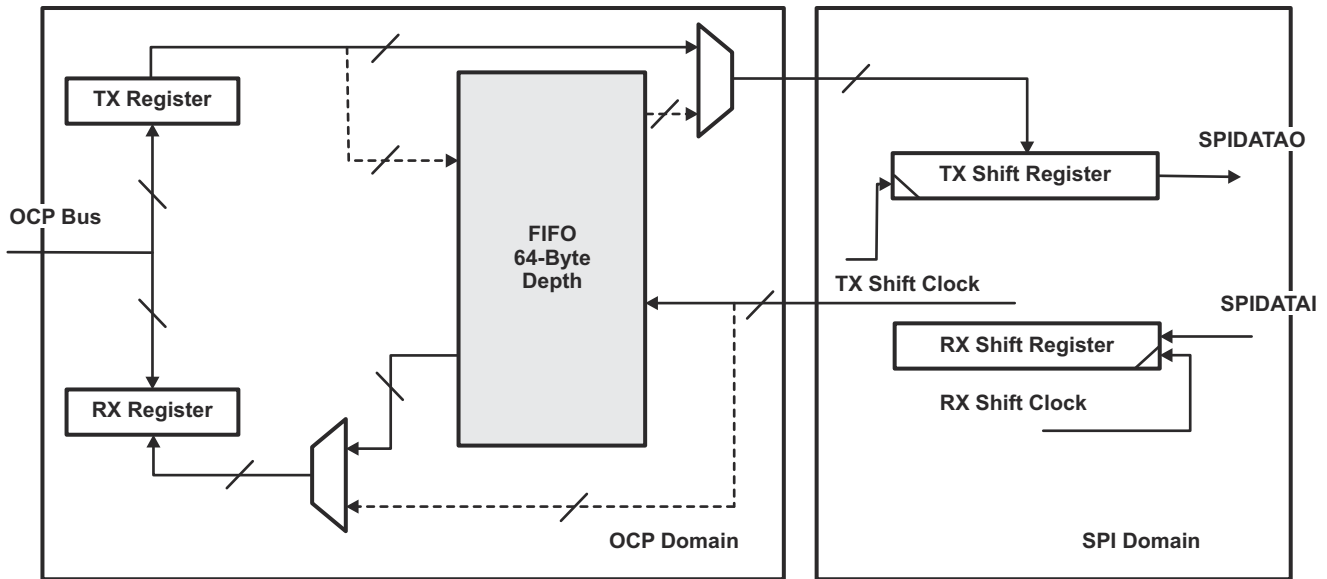 TX Register
OCP Bus
RX Register
FIFO
64-Byte
Depth
OCP Domain
SPIDATAO
TX Shift Register
TX Shift Clock
SPIDATAI
RX Shift Register
RX Shift Clock
SPI Domain